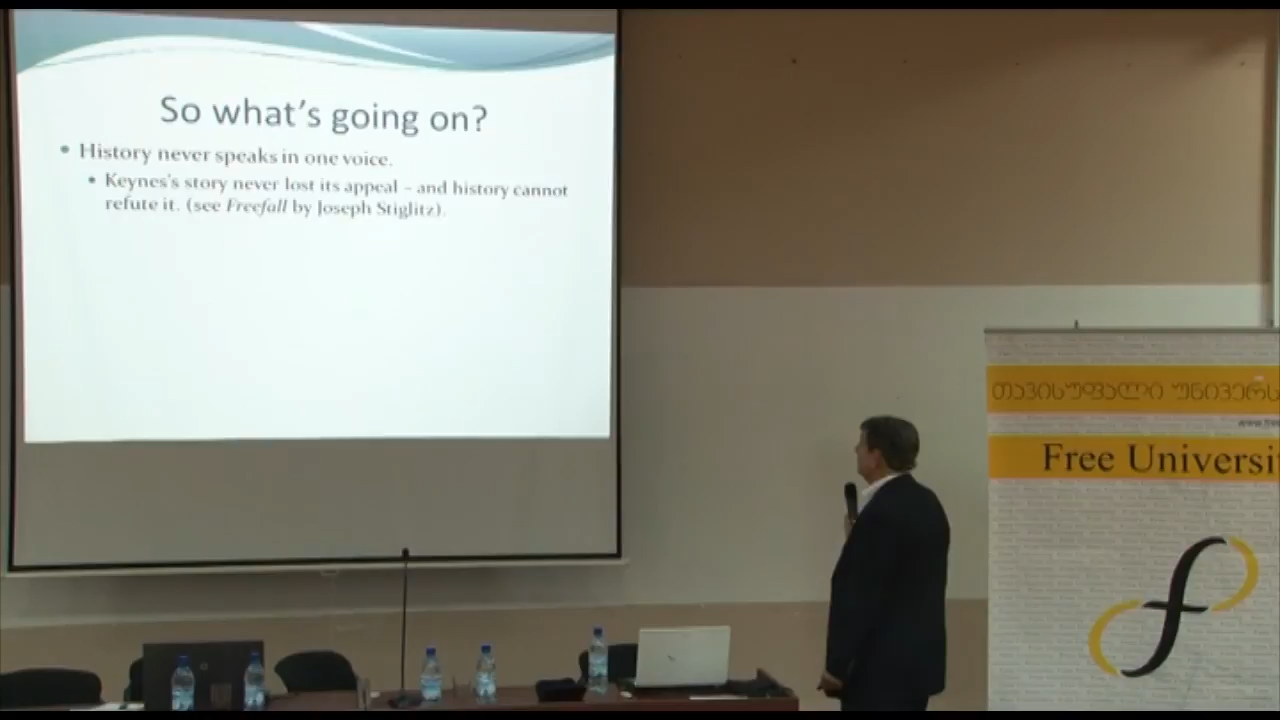 So what's going on?
• History never speaks in one voice.
• Keynes's story never lost its appeal – and history cannot
refute it. (see Freefall by Joseph Stiglitz).
თავისუფალი უნივერს
Free Universi